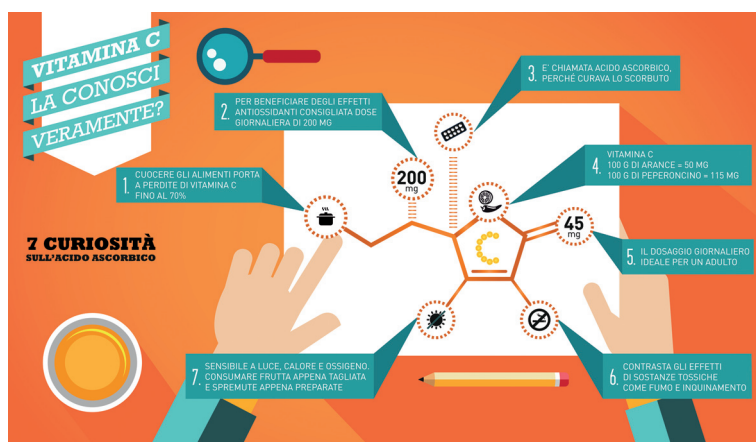 VITAMINA C
LA CONOSCI
VERAMENTE?
7 CURIOSITÀ
SULL'ACIDO ASCORBICO
1. CUOCERE GLI ALIMENTI PORTA
A PERDITE DI VITAMINA C
FINO AL 70%
2. PER BENEFICIARE DEGLI EFFETTI
ANTIOSSIDANTI CONSIGLIATA DOSE
GIORNALIERA DI 200 MG
200
mg
3. E' CHIAMATA ACIDO ASCORBICO,
PERCHÉ CURAVA LO SCORBUTO
4. VITAMINA C
100 G DI ARANCE = 50 MG
100 G DI PEPERONCINO = 115 MG
45
mg
5. IL DOSAGGIO GIORNALIERO
IDEALE PER UN ADULTO
6. CONTRASTA GLI EFFETTI
DI SOSTANZE TOSSICHE
COME FUMO E INQUINAMENTO
7. SENSIBILE A LUCE, CALORE E OSSIGENO.
CONSUMARE FRUTTA APPENA TAGLIATA
E SPREMUTE APPENA PREPARATE